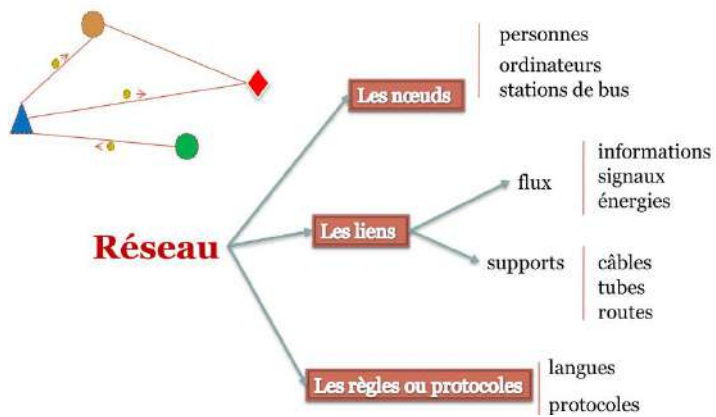 personnes
ordinateurs
stations de bus
Les nœuds
informations
signaux
énergies
flux
Les liens
Réseau
supports
câbles
tubes
routes
Les règles ou protocoles
langues
protocoles